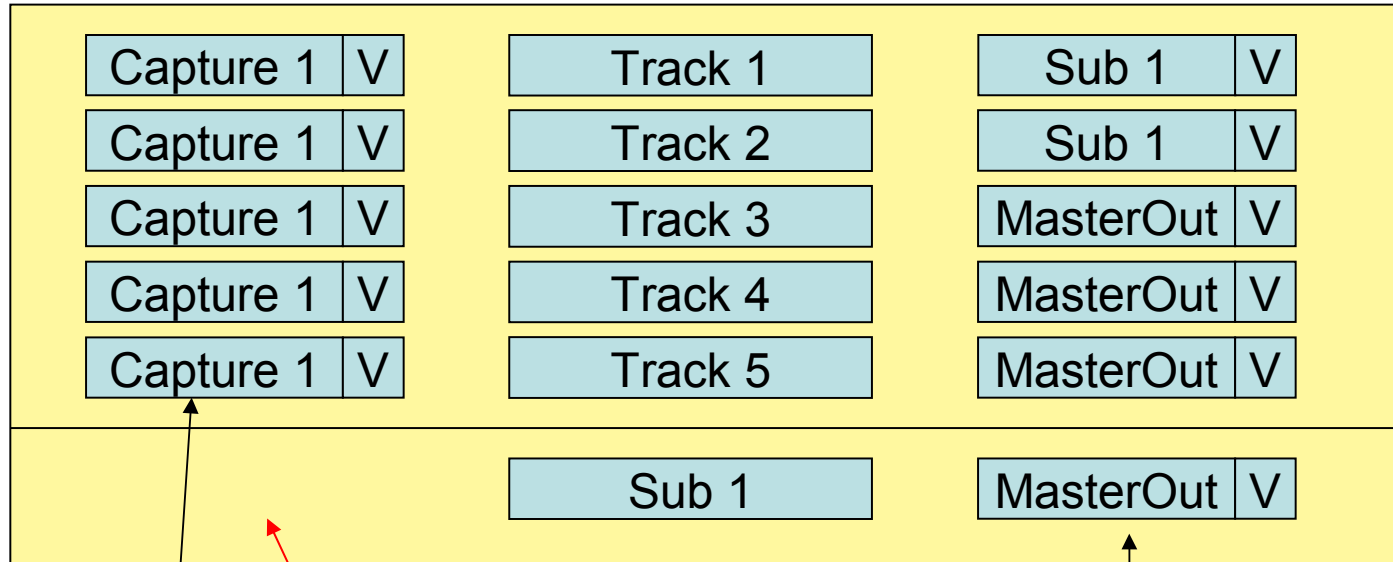 Capture 1 V Track 1 Sub 1 V
Capture 1 V Track 2 Sub 1 V
Capture 1 V Track 3 MasterOut V
Capture 1 V Track 4 MasterOut V
Capture 1 V Track 5 MasterOut V
Sub 1 MasterOut V